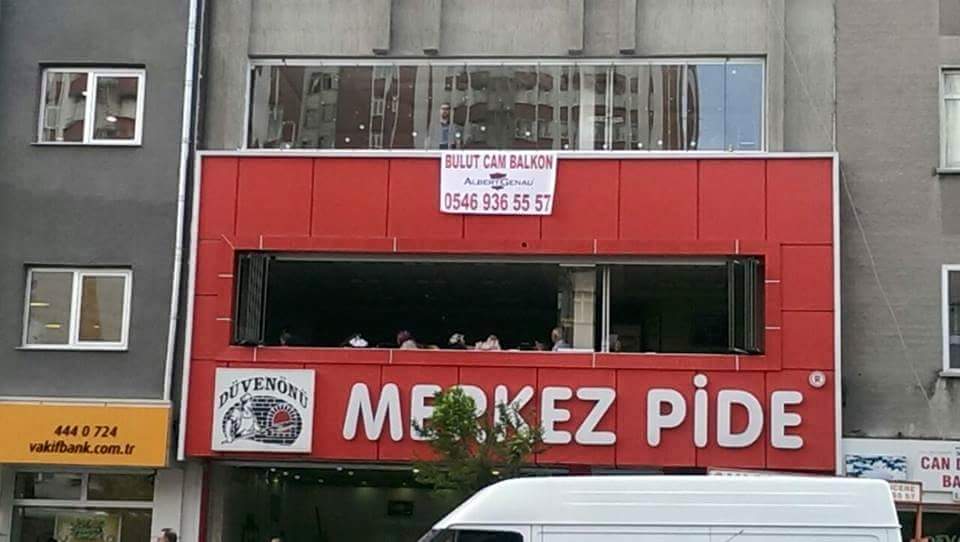 BULUT CAM BALKON
ALBERTGENAU
0546 936 55 57
DÜVENÖNÜ
MERKEZ PİDE
®
444 0 724
vakifbank.com.tr
CAN